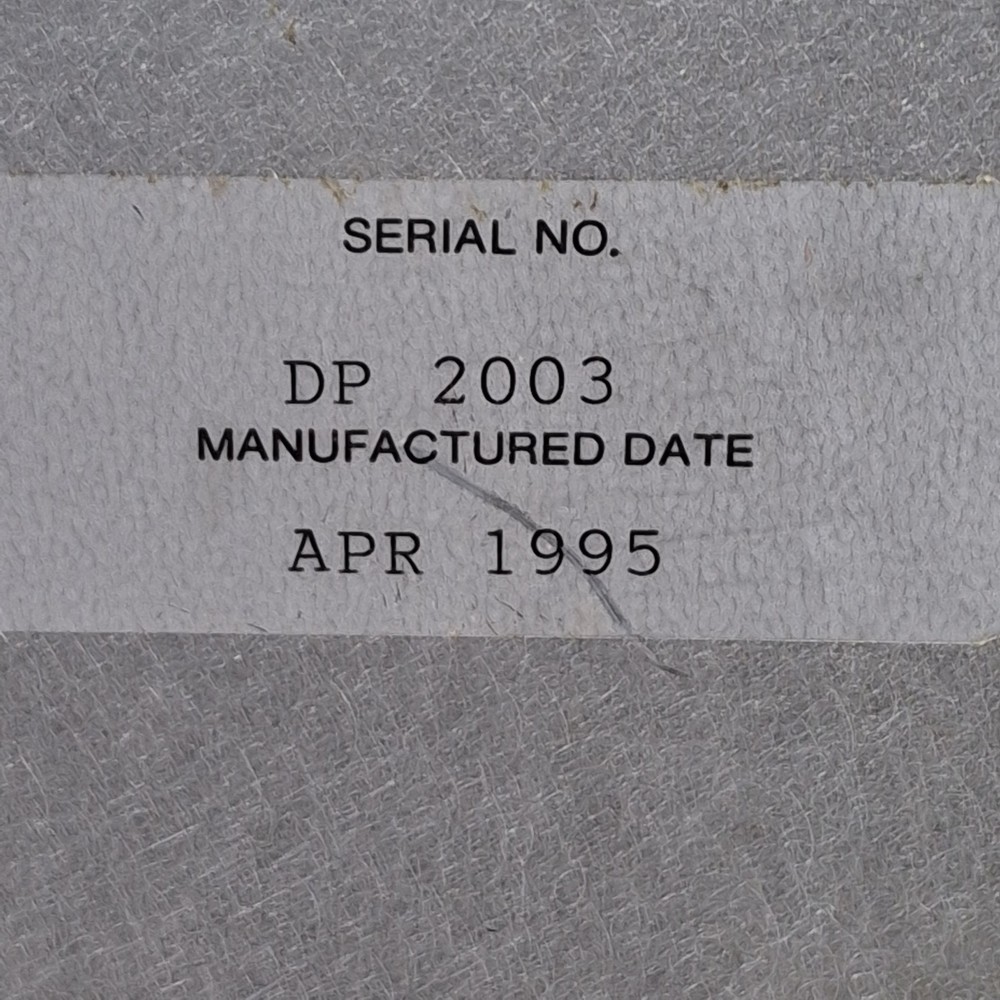 SERIAL NO.
DP 2003
MANUFACTURED DATE
APR 1995